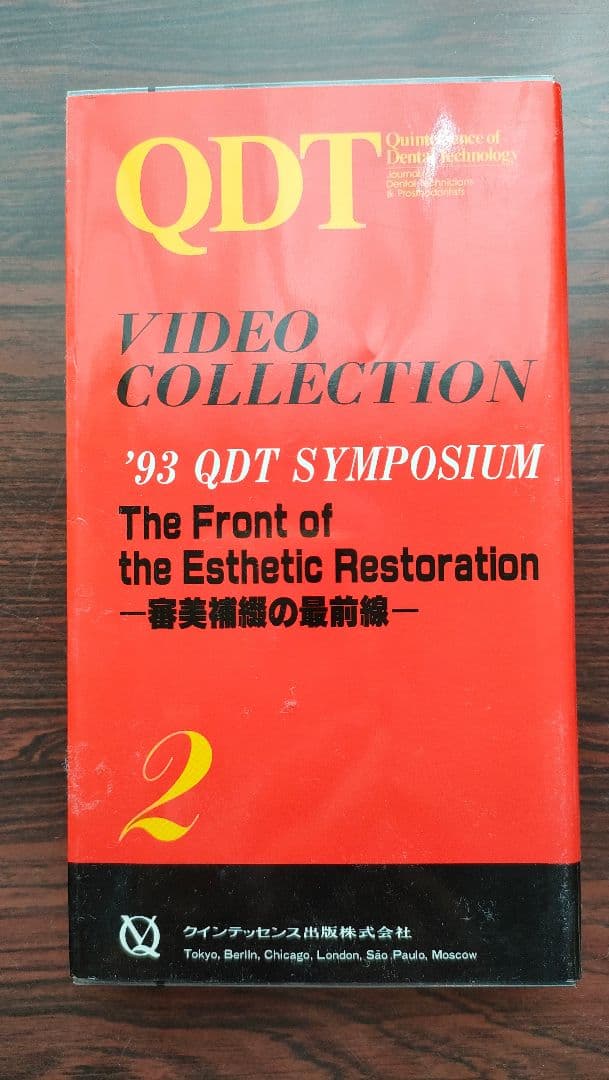 QDT
Quintessence of
Dental Technology
Journal
Dental Technicians
& Prosthodontists
VIDEO
COLLECTION
'93 QDT SYMPOSIUM
The Front of
the Esthetic Restoration
—審美補綴の最前線—
2
クインテッセンス出版株式会社
Tokyo, Berlin, Chicago, London, São Paulo, Moscow